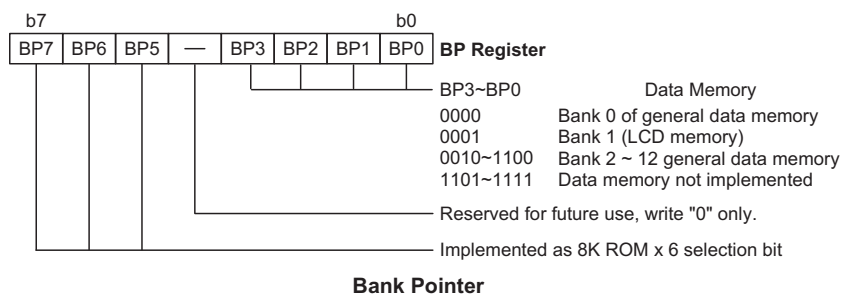 b7 b0
BP7 BP6 BP5 — BP3 BP2 BP1 BP0 BP Register
BP3~BP0 Data Memory
0000 Bank 0 of general data memory
0001 Bank 1 (LCD memory)
0010~1100 Bank 2 ~ 12 general data memory
1101~1111 Data memory not implemented
Reserved for future use, write "0" only.
Implemented as 8K ROM x 6 selection bit
Bank Pointer